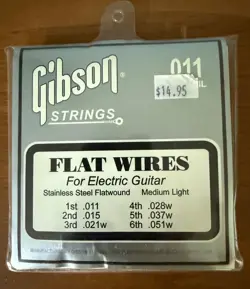 Gibson
STRINGS
011
$14.95
FLAT WIRES
For Electric Guitar
Stainless Steel Flatwound Medium Light
1st .011 4th .028w
2nd .015 5th .037w
3rd .021w 6th .051w